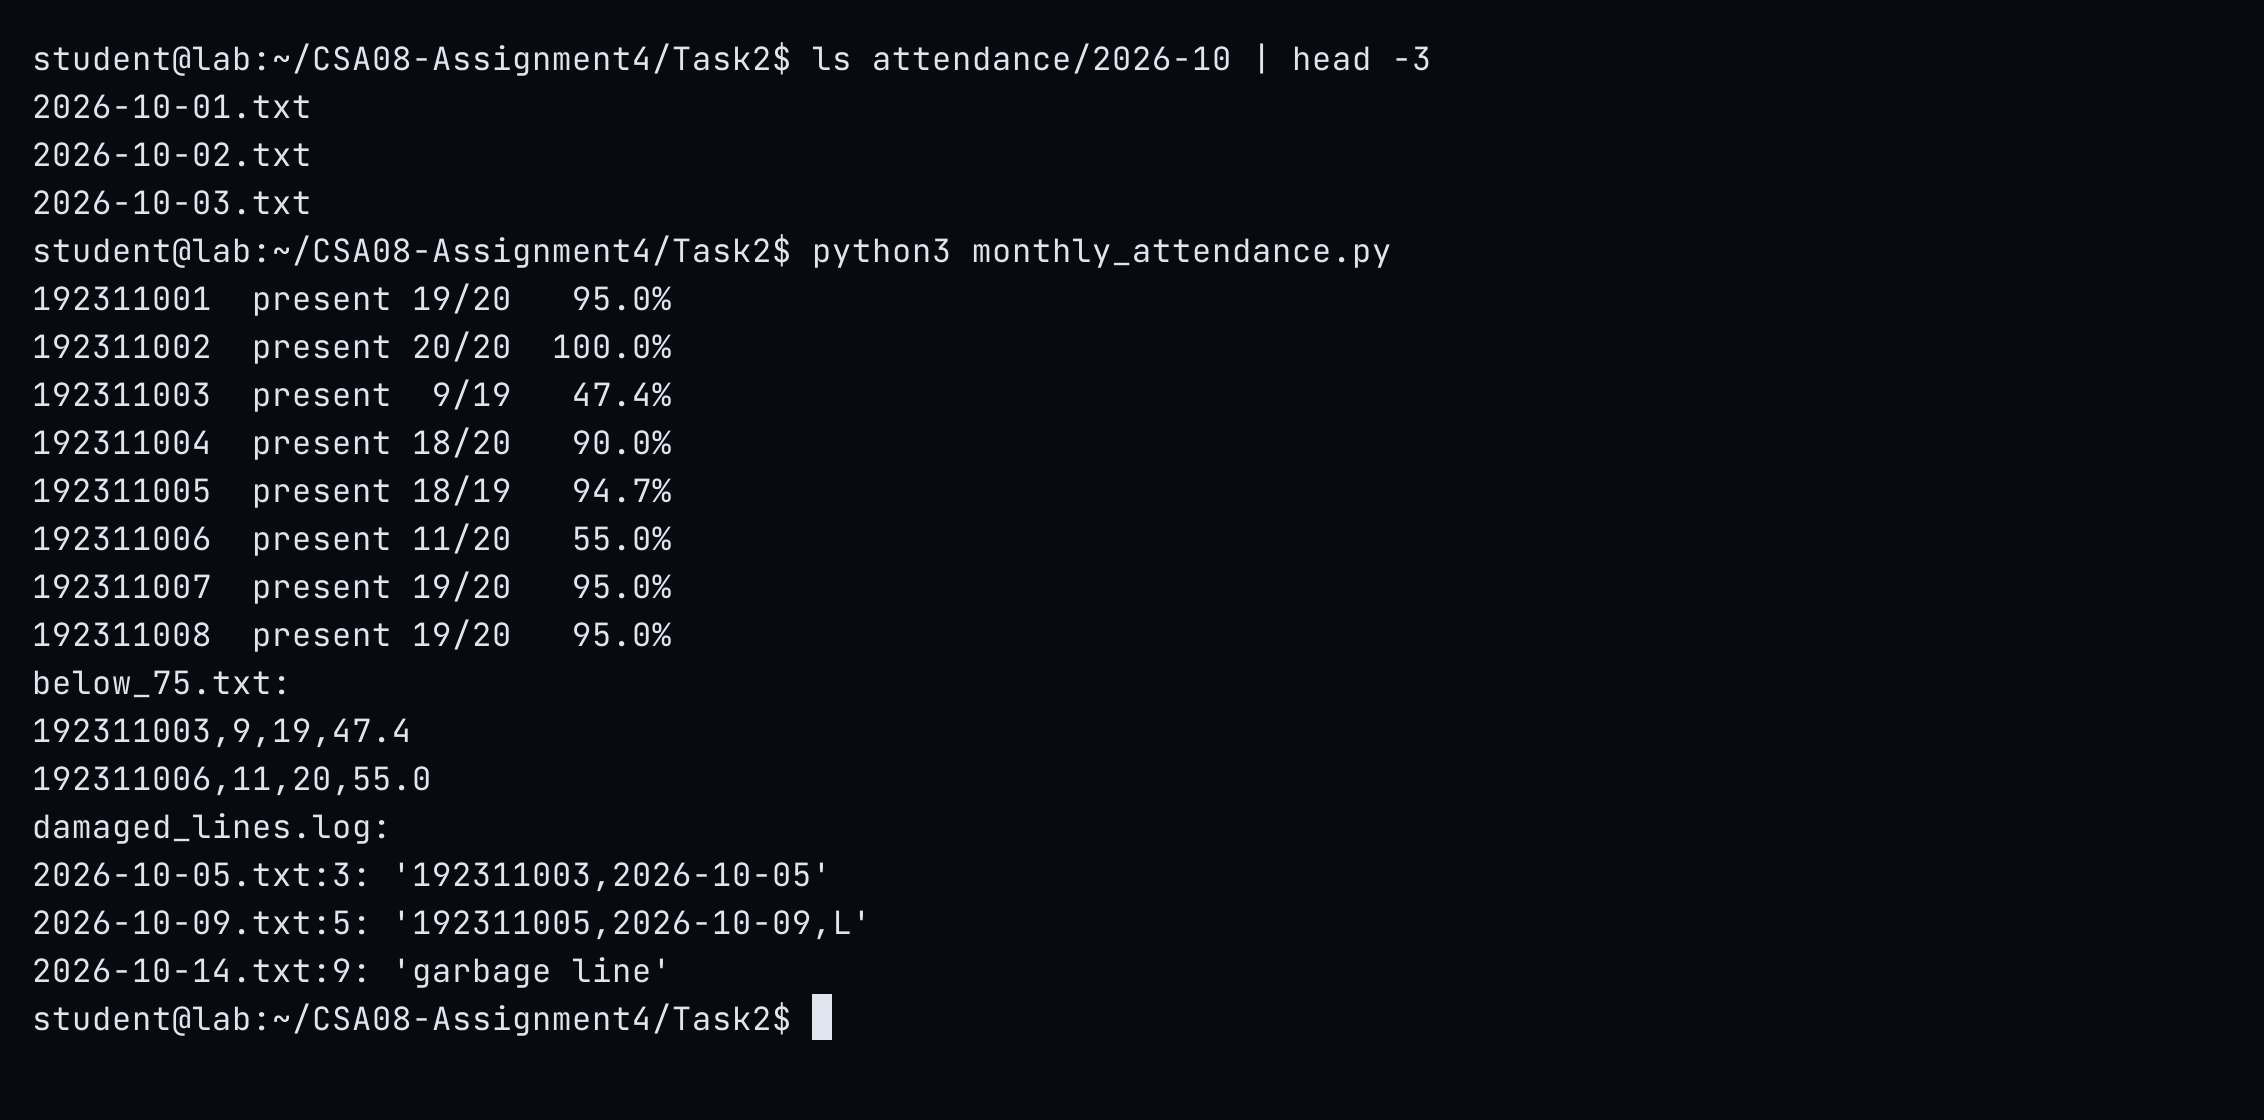 student@lab:~/CSA08-Assignment4/Task2$ ls attendance/2026-10 | head -3
2026-10-01.txt
2026-10-02.txt
2026-10-03.txt
student@lab:~/CSA08-Assignment4/Task2$ python3 monthly_attendance.py
192311001  present 19/20   95.0%
192311002  present 20/20  100.0%
192311003  present  9/19   47.4%
192311004  present 18/20   90.0%
192311005  present 18/19   94.7%
192311006  present 11/20   55.0%
192311007  present 19/20   95.0%
192311008  present 19/20   95.0%
below_75.txt:
192311003,9,19,47.4
192311006,11,20,55.0
damaged_lines.log:
2026-10-05.txt:3: '192311003,2026-10-05'
2026-10-09.txt:5: '192311005,2026-10-09,L'
2026-10-14.txt:9: 'garbage line'
student@lab:~/CSA08-Assignment4/Task2$